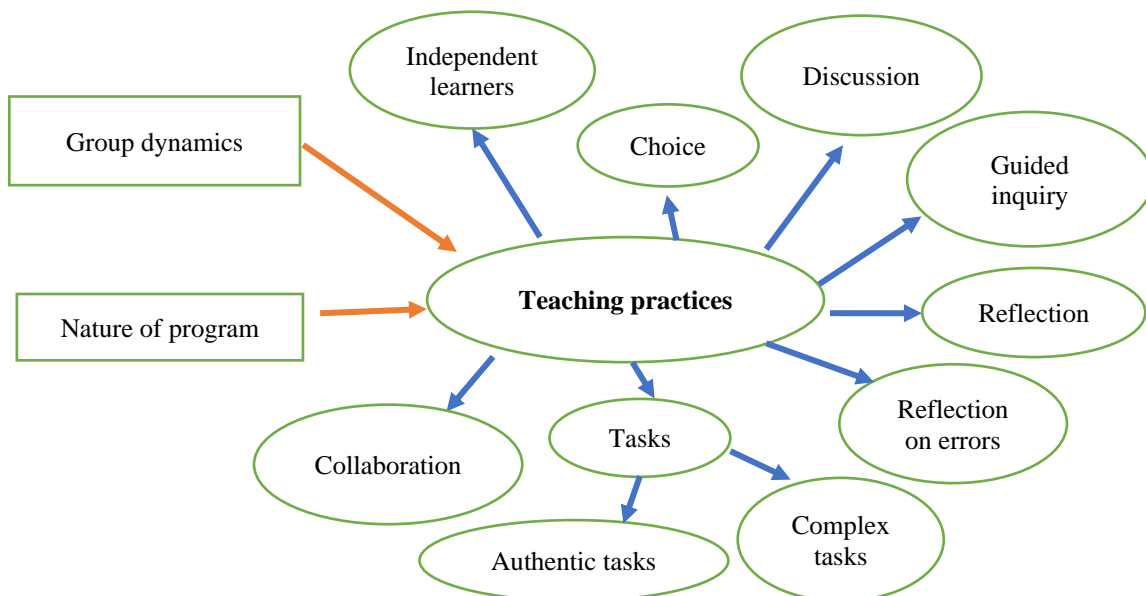 Independent
learners
Discussion
Group dynamics
Choice
Guided
inquiry
Teaching practices
Nature of program
Reflection
Reflection
on errors
Tasks
Collaboration
Complex
tasks
Authentic tasks